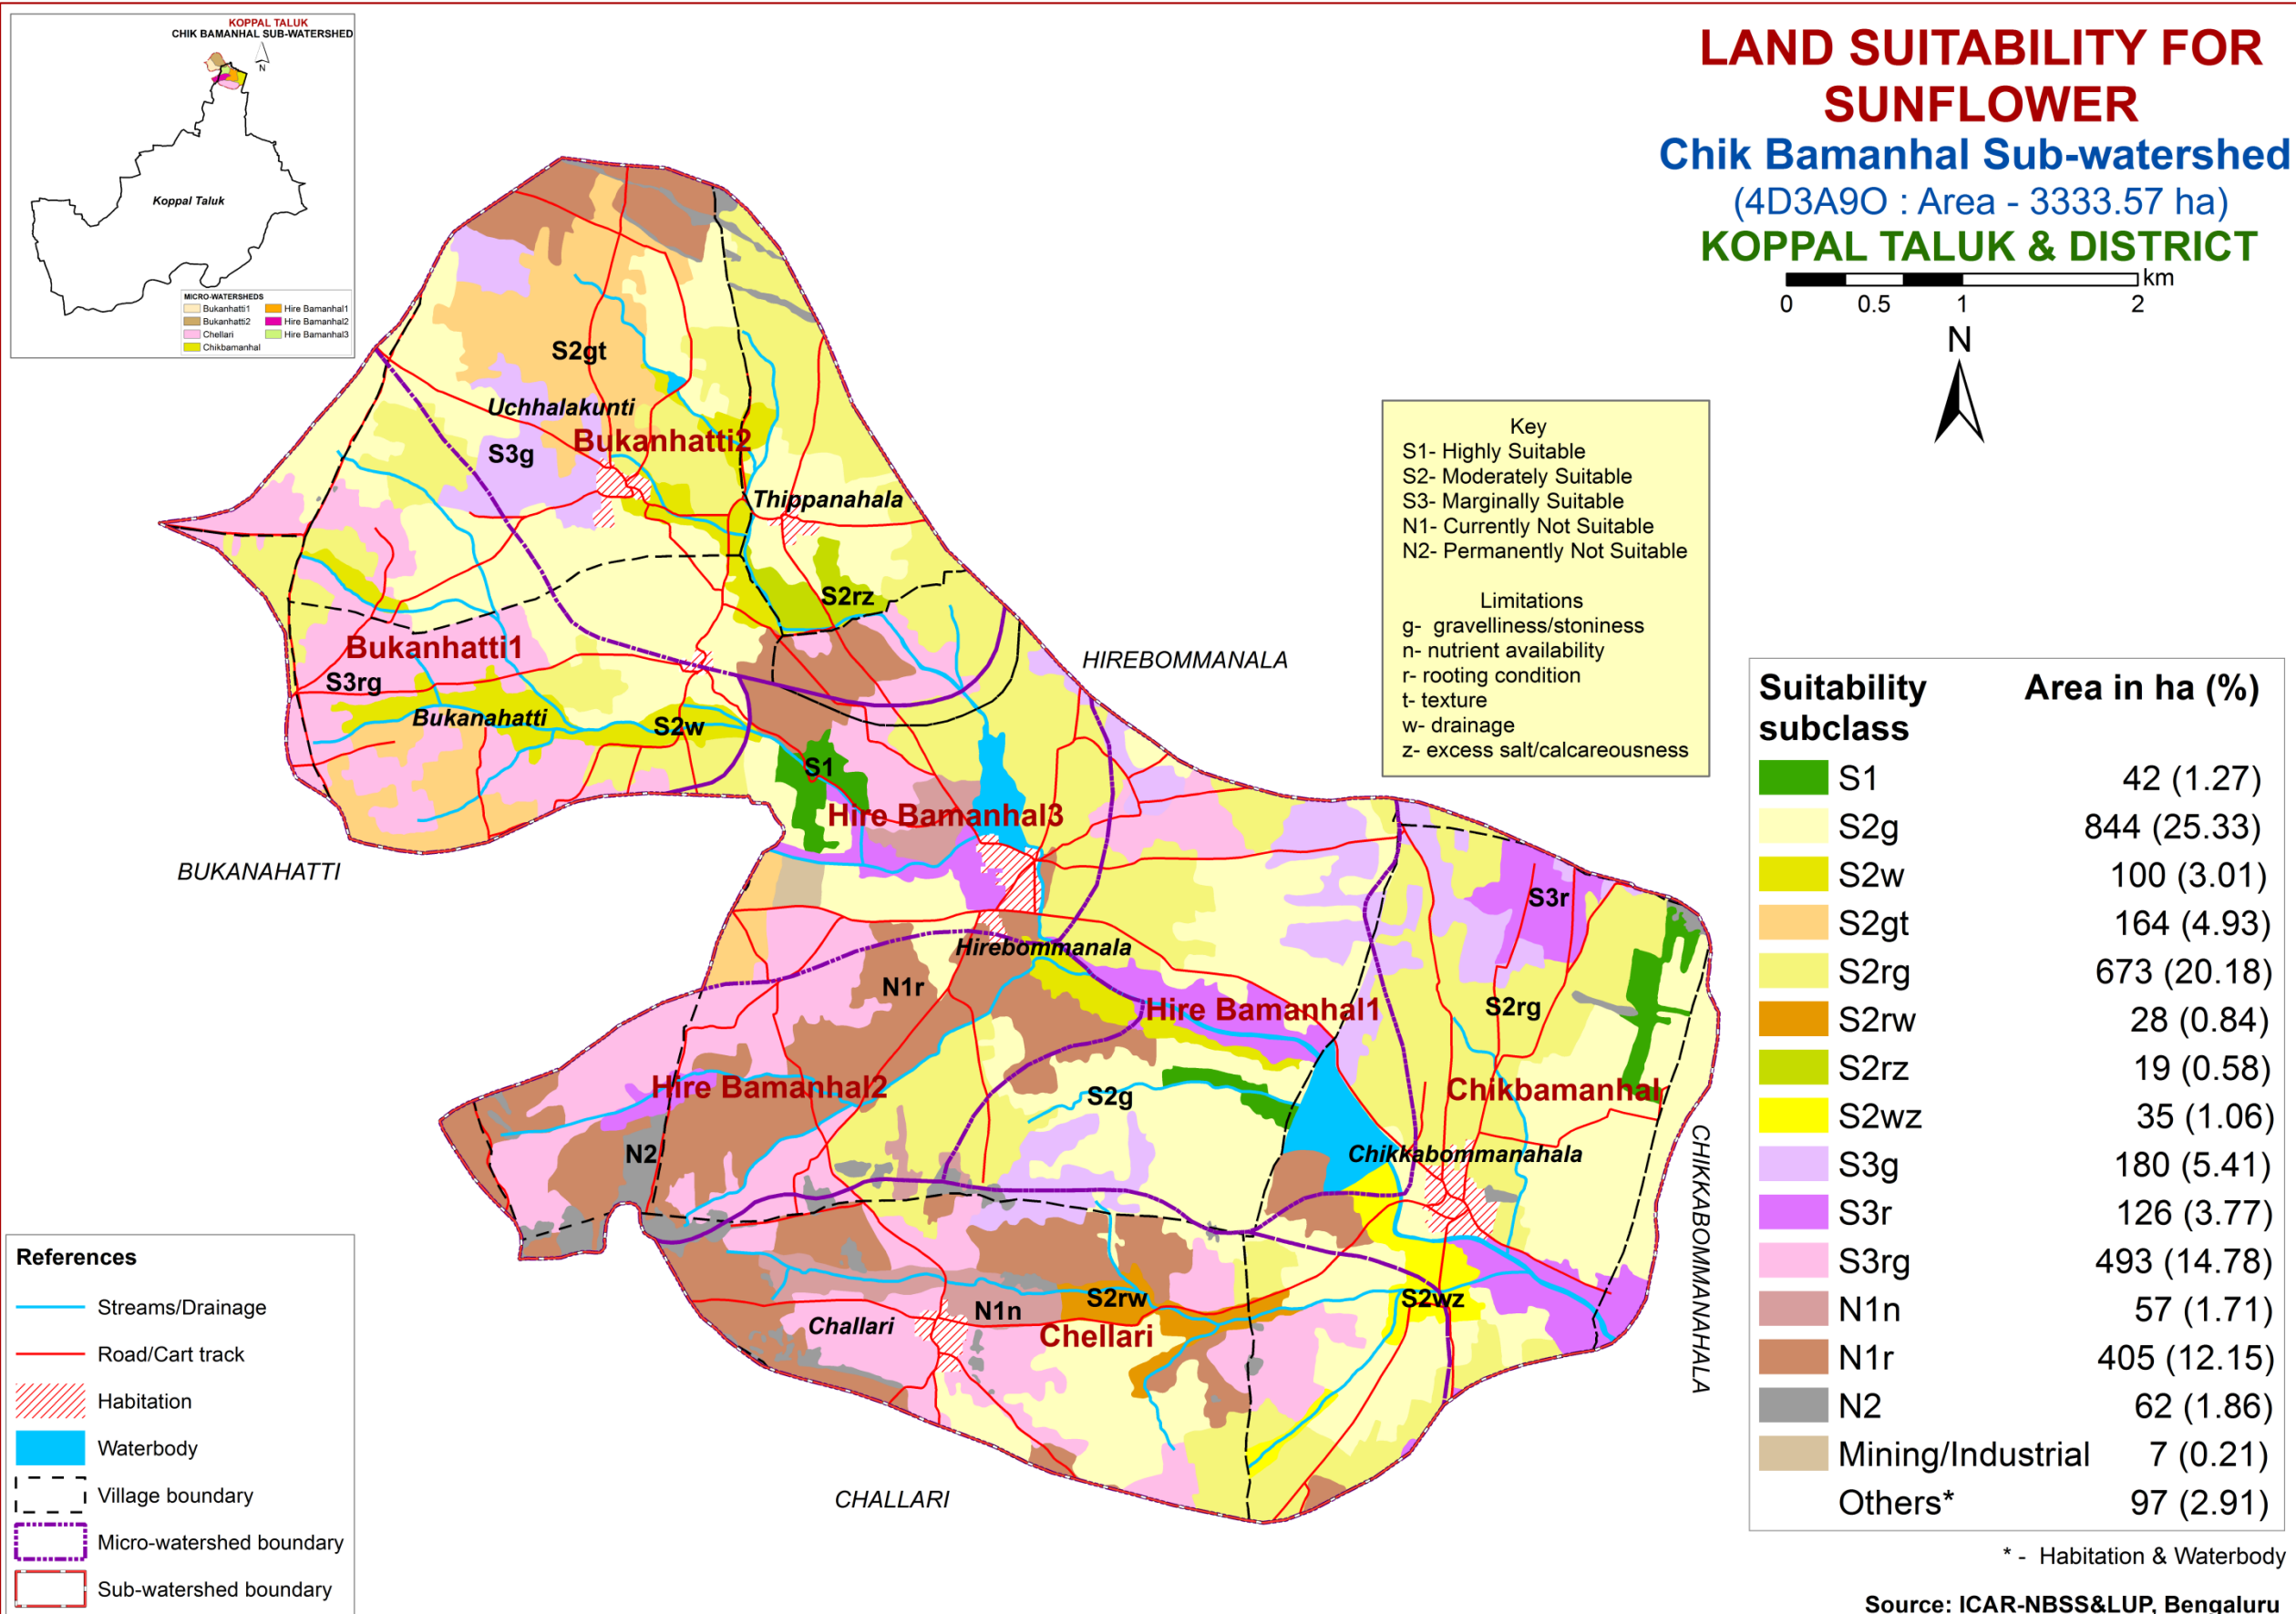 KOPPAL TALUK
CHIK BAMANHAL SUB-WATERSHED
N
Koppal Taluk
MICRO-WATERSHEDS
Bukanhatti1
Hire Bamanhal1
Bukanhatti2
Hire Bamanhal2
Chellari
Hire Bamanhal3
Chikbamanhal
LAND SUITABILITY FOR
SUNFLOWER
Chik Bamanhal Sub-watershed
(4D3A9O : Area - 3333.57 ha)
KOPPAL TALUK & DISTRICT
km
0 0.5 1 2
N
Key
S1- Highly Suitable
S2- Moderately Suitable
S3- Marginally Suitable
N1- Currently Not Suitable
N2- Permanently Not Suitable
Limitations
g- gravelliness/stoniness
n- nutrient availability
r- rooting condition
t- texture
w- drainage
z- excess salt/calcareousness
S2gt
Uchhalakunti
Bukanhatti2
S3g
Thippanahala
S2rz
Bukanhatti1
HIREBOMMANALA
S3rg
Bukanahatti
S2w
S1
Hire Bamanhal3
BUKANAHATTI
S3r
Hirebommanala
N1r
Hire Bamanhal1
S2rg
Hire Bamanhal2
S2g
Chikbamanhal
N2
Chikkabommanahala
CHIKKABOMMANAHALA
S2rw
S2wz
N1n
Challari
Chellari
CHALLARI
Suitability subclass
Area in ha (%)
S1 42 (1.27)
S2g 844 (25.33)
S2w 100 (3.01)
S2gt 164 (4.93)
S2rg 673 (20.18)
S2rw 28 (0.84)
S2rz 19 (0.58)
S2wz 35 (1.06)
S3g 180 (5.41)
S3r 126 (3.77)
S3rg 493 (14.78)
N1n 57 (1.71)
N1r 405 (12.15)
N2 62 (1.86)
Mining/Industrial 7 (0.21)
Others* 97 (2.91)
* - Habitation & Waterbody
Source: ICAR-NBSS&LUP, Bengaluru
References
Streams/Drainage
Road/Cart track
Habitation
Waterbody
Village boundary
Micro-watershed boundary
Sub-watershed boundary